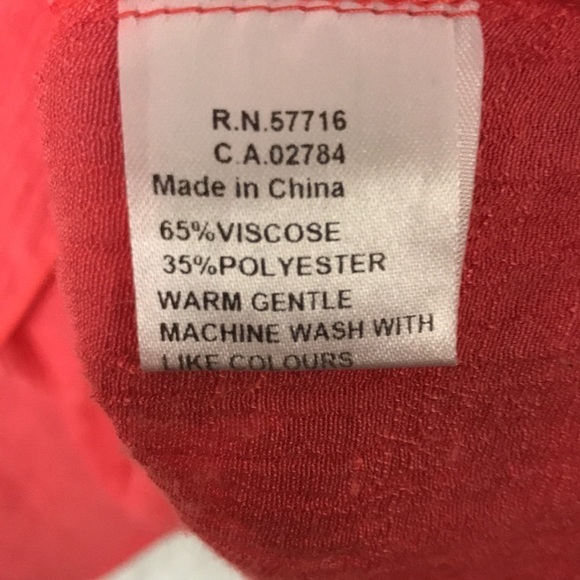 R.N.57716
C.A.02784
Made in China
65%VISCOSE
35%POLYESTER
WARM GENTLE
MACHINE WASH WITH
LIKE COLOURS